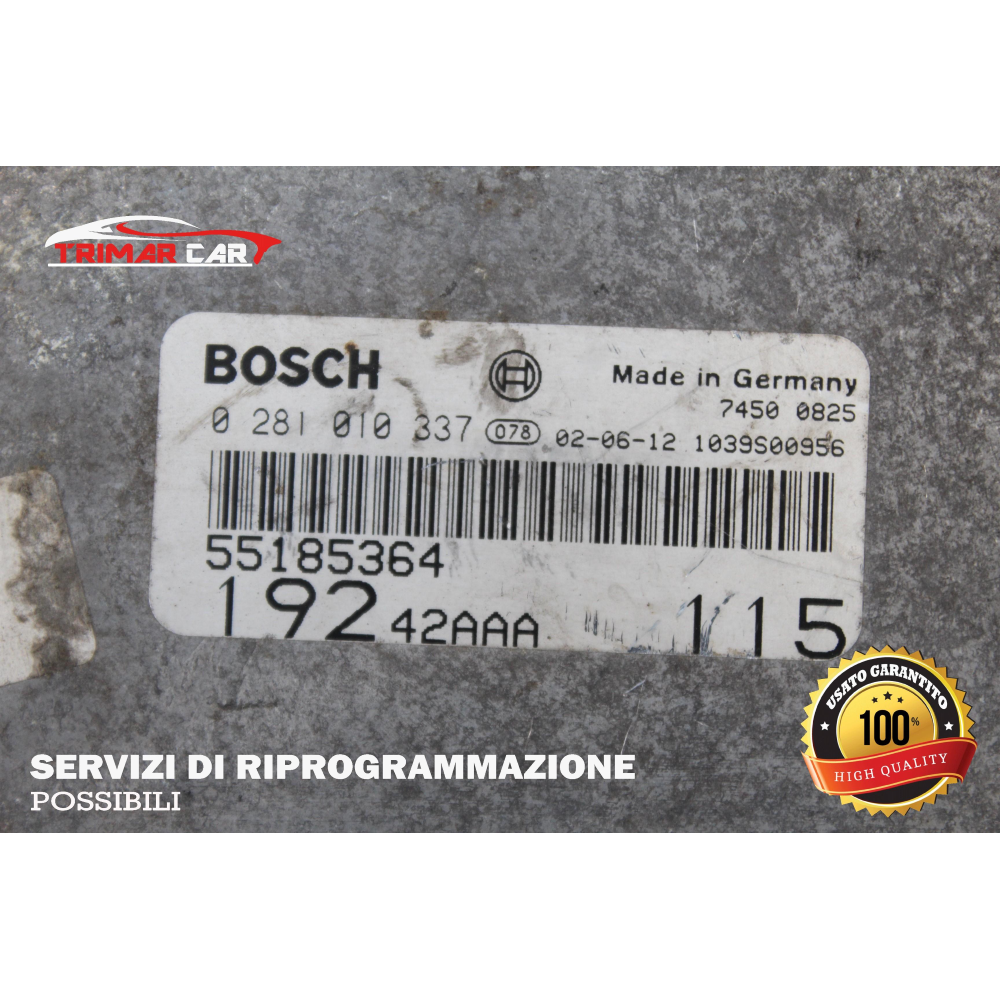 TRIMAR CAR
BOSCH
Made in Germany
7450 0825
0 281 010 337 078 02-06-12 1039S00956
55185364
192 42AAA 115
USATO GARANTITO
100%
HIGH QUALITY
SERVIZI DI RIPROGRAMMAZIONE
POSSIBILI